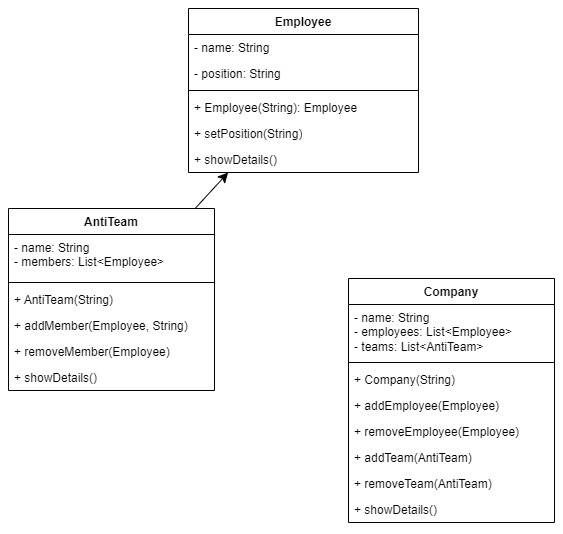 Employee
- name: String
- position: String
+ Employee(String): Employee
+ setPosition(String)
+ showDetails()
AntiTeam
- name: String
- members: List<Employee>
+ AntiTeam(String)
+ addMember(Employee, String)
+ removeMember(Employee)
+ showDetails()
Company
- name: String
- employees: List<Employee>
- teams: List<AntiTeam>
+ Company(String)
+ addEmployee(Employee)
+ removeEmployee(Employee)
+ addTeam(AntiTeam)
+ removeTeam(AntiTeam)
+ showDetails()